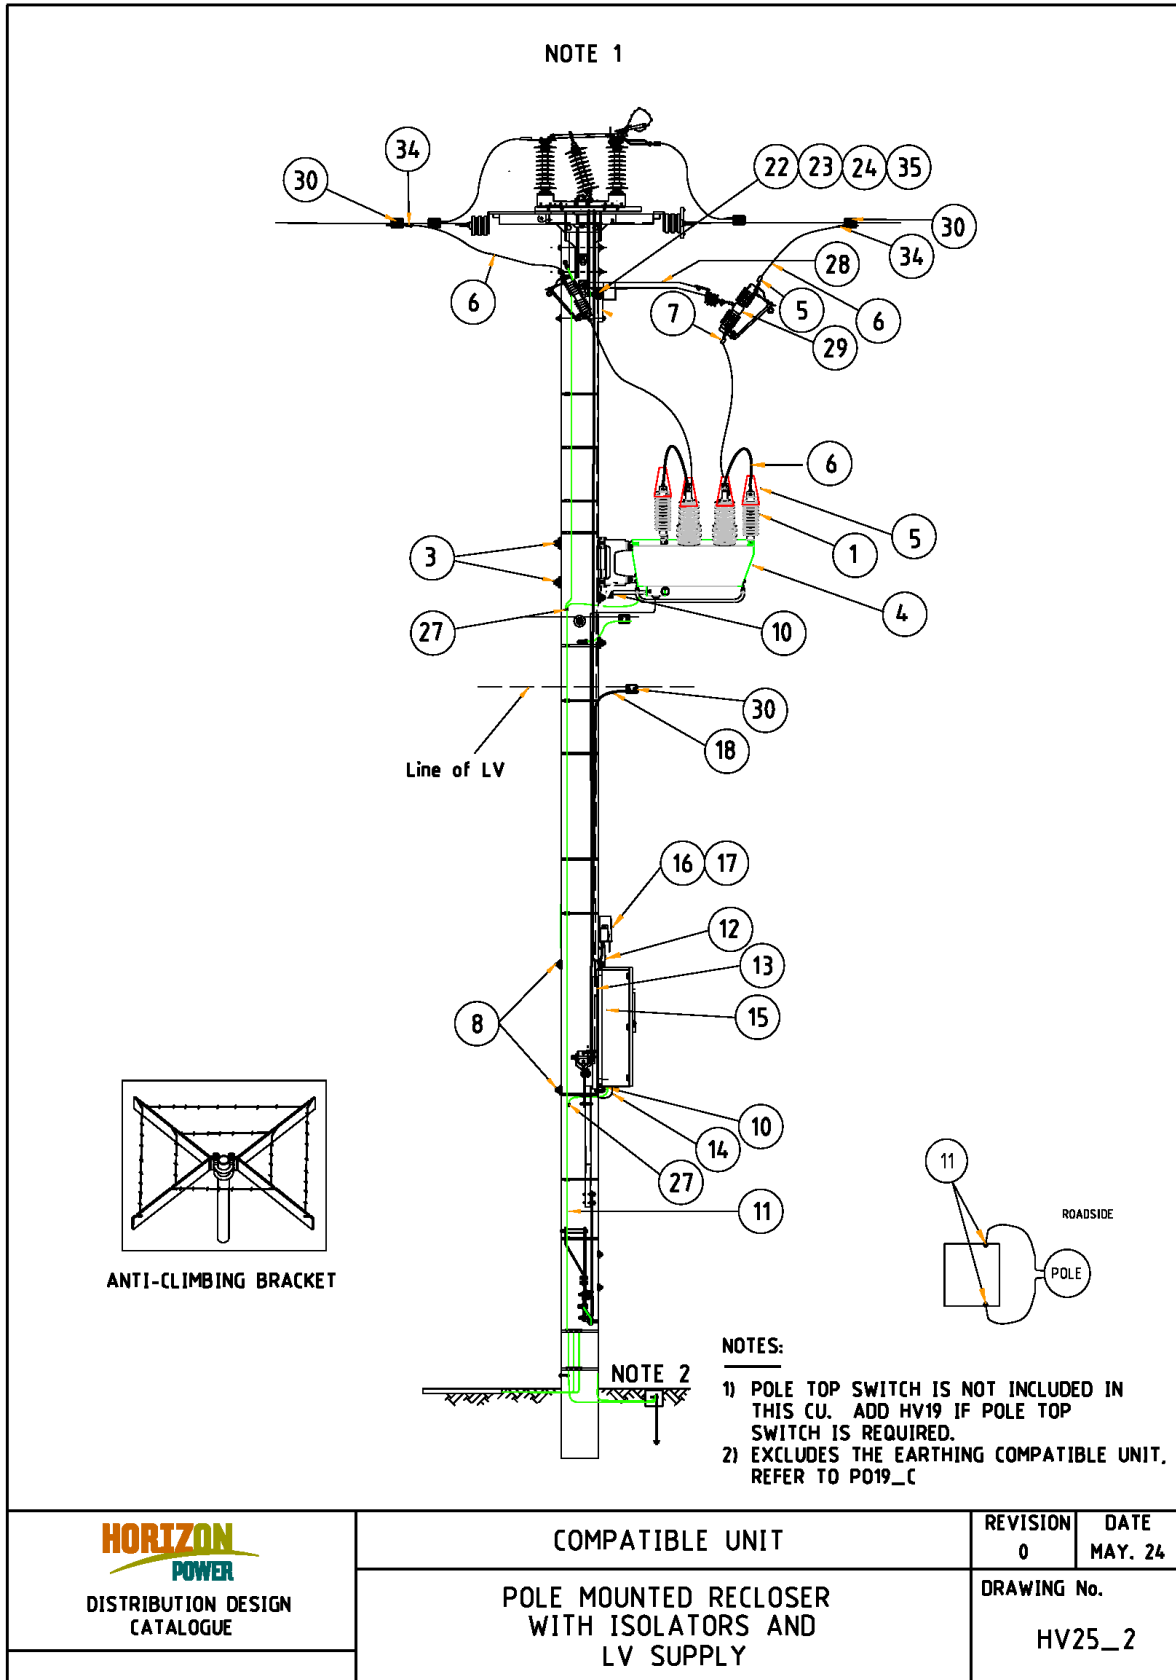 NOTE 1
34
30
22 23 24 35
30
34
28
6
5
6
7
29
6
5
1
3
4
10
27
30
18
Line of LV
16 17
12
13
15
8
10
14
27
11
11
ROADSIDE
POLE
ANTI-CLIMBING BRACKET
NOTE 2
NOTES:
1) POLE TOP SWITCH IS NOT INCLUDED IN
THIS CU. ADD HV19 IF POLE TOP
SWITCH IS REQUIRED.
2) EXCLUDES THE EARTHING COMPATIBLE UNIT.
REFER TO PO19_C
HORIZON
POWER
DISTRIBUTION DESIGN
CATALOGUE
COMPATIBLE UNIT
REVISION
0
DATE
MAY. 24
POLE MOUNTED RECLOSER
WITH ISOLATORS AND
LV SUPPLY
DRAWING No.
HV25_2